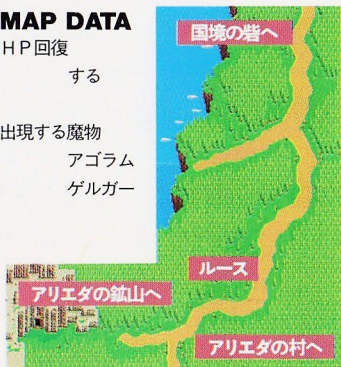 MAP DATA
HP回復
する
出現する魔物
アゴラム
ゲルガー
国境の砦へ
ルース
アリエダの鉱山へ
アリエダの村へ